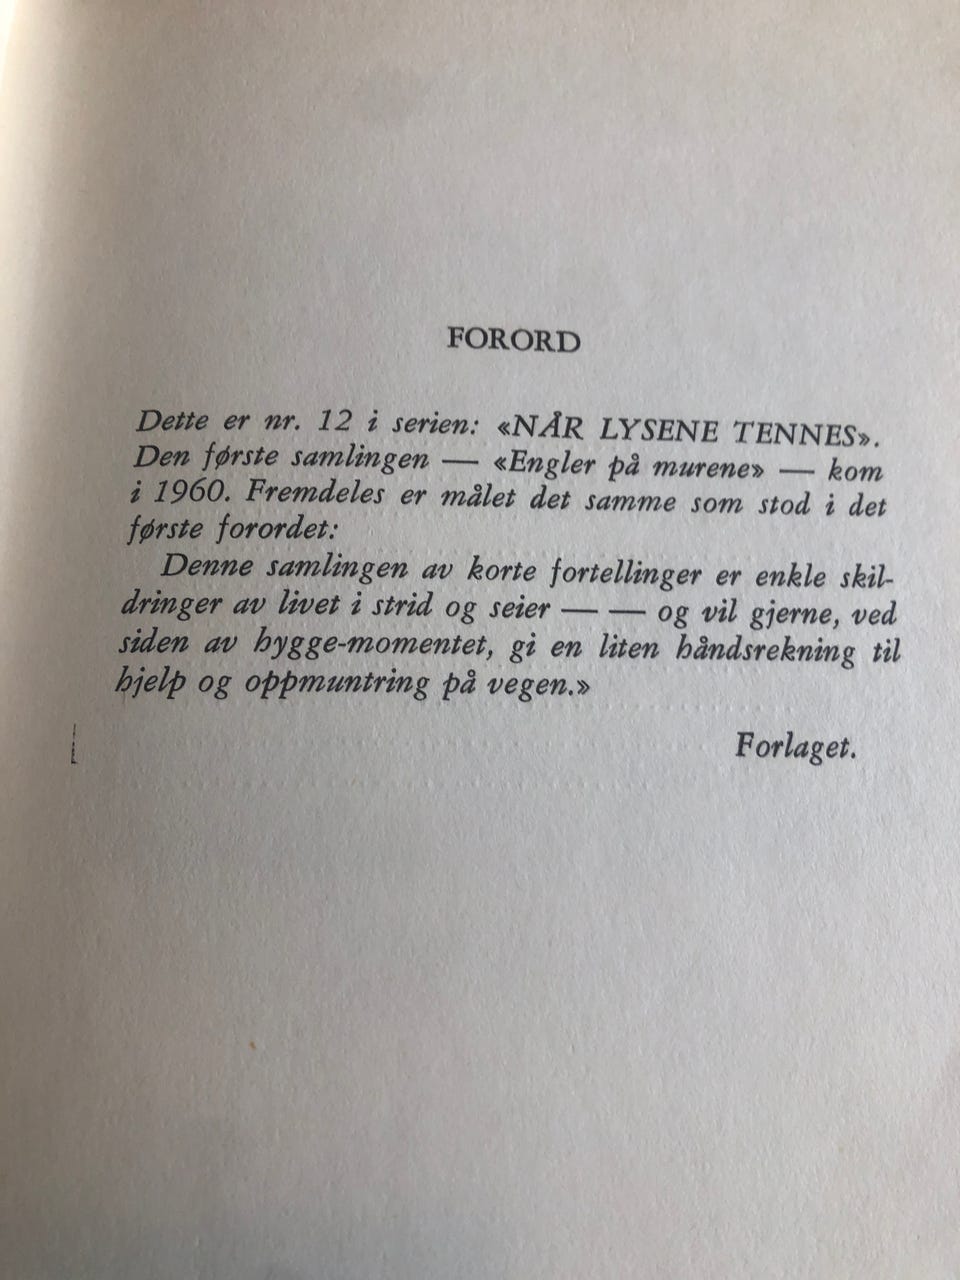 FORORD
Dette er nr. 12 i serien: «NÅR LYSENE TENNES».
Den første samlingen — «Engler på murene» — kom
i 1960. Fremdeles er målet det samme som stod i det
første forordet:
Denne samlingen av korte fortellinger er enkle skil-
dringer av livet i strid og seier — — og vil gjerne, ved
siden av hygge-momentet, gi en liten håndsrekning til
hjelp og oppmuntring på vegen.»
Forlaget.